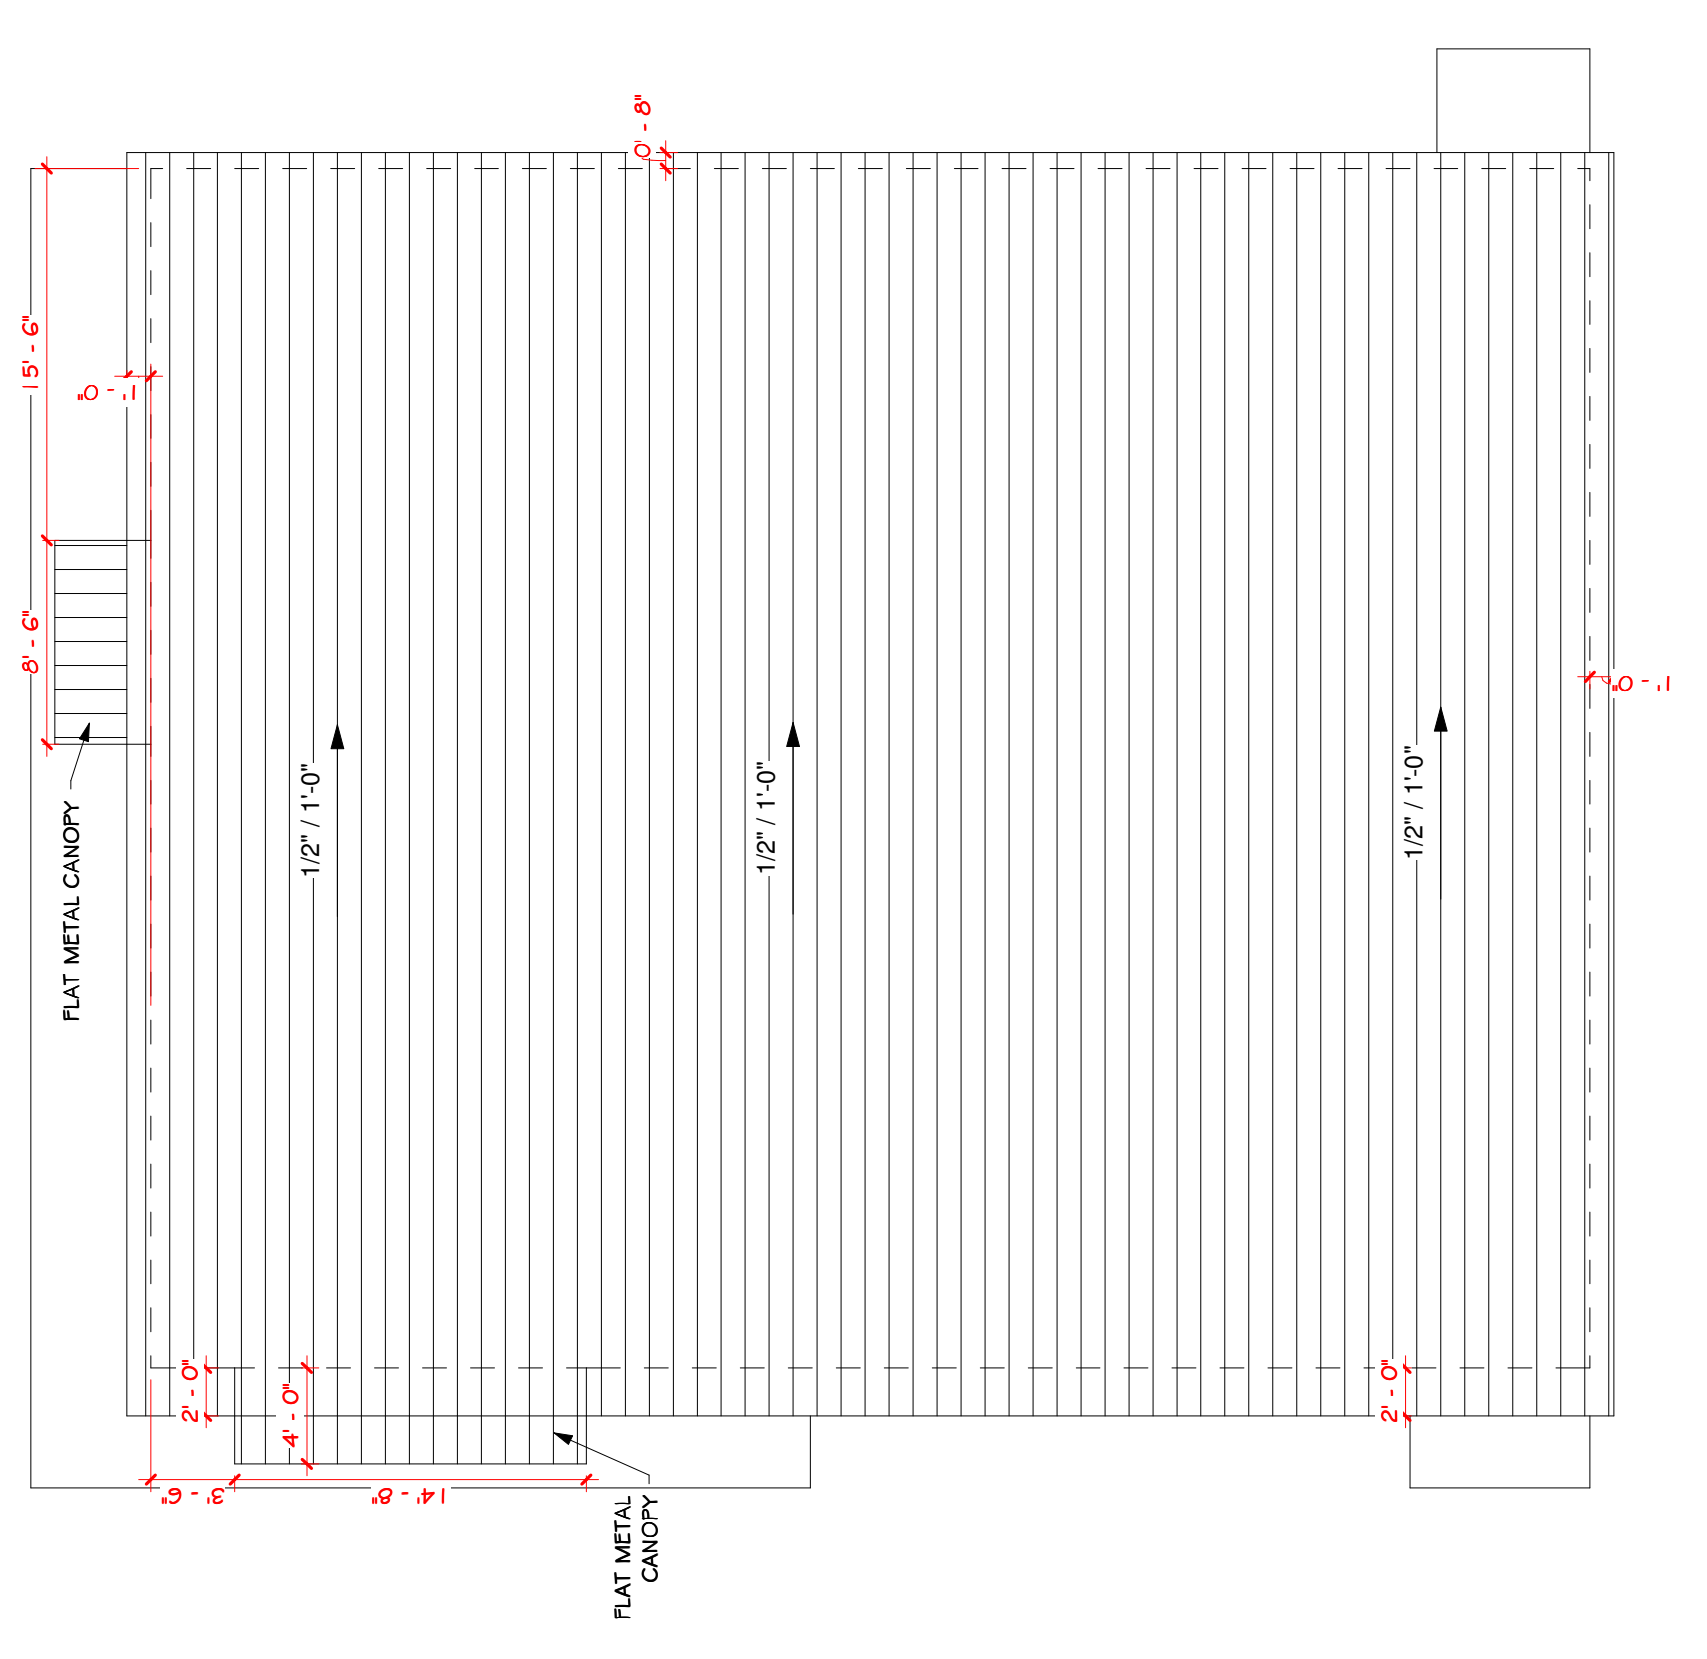 0' - 8"
15' - 6"
1' - 0"
8' - 6"
1' - 0"
FLAT METAL CANOPY
1/2" / 1'-0"
1/2" / 1'-0"
1/2" / 1'-0"
2' - 0"
4' - 0"
2' - 0"
3' - 6"
14' - 8"
FLAT METAL
CANOPY